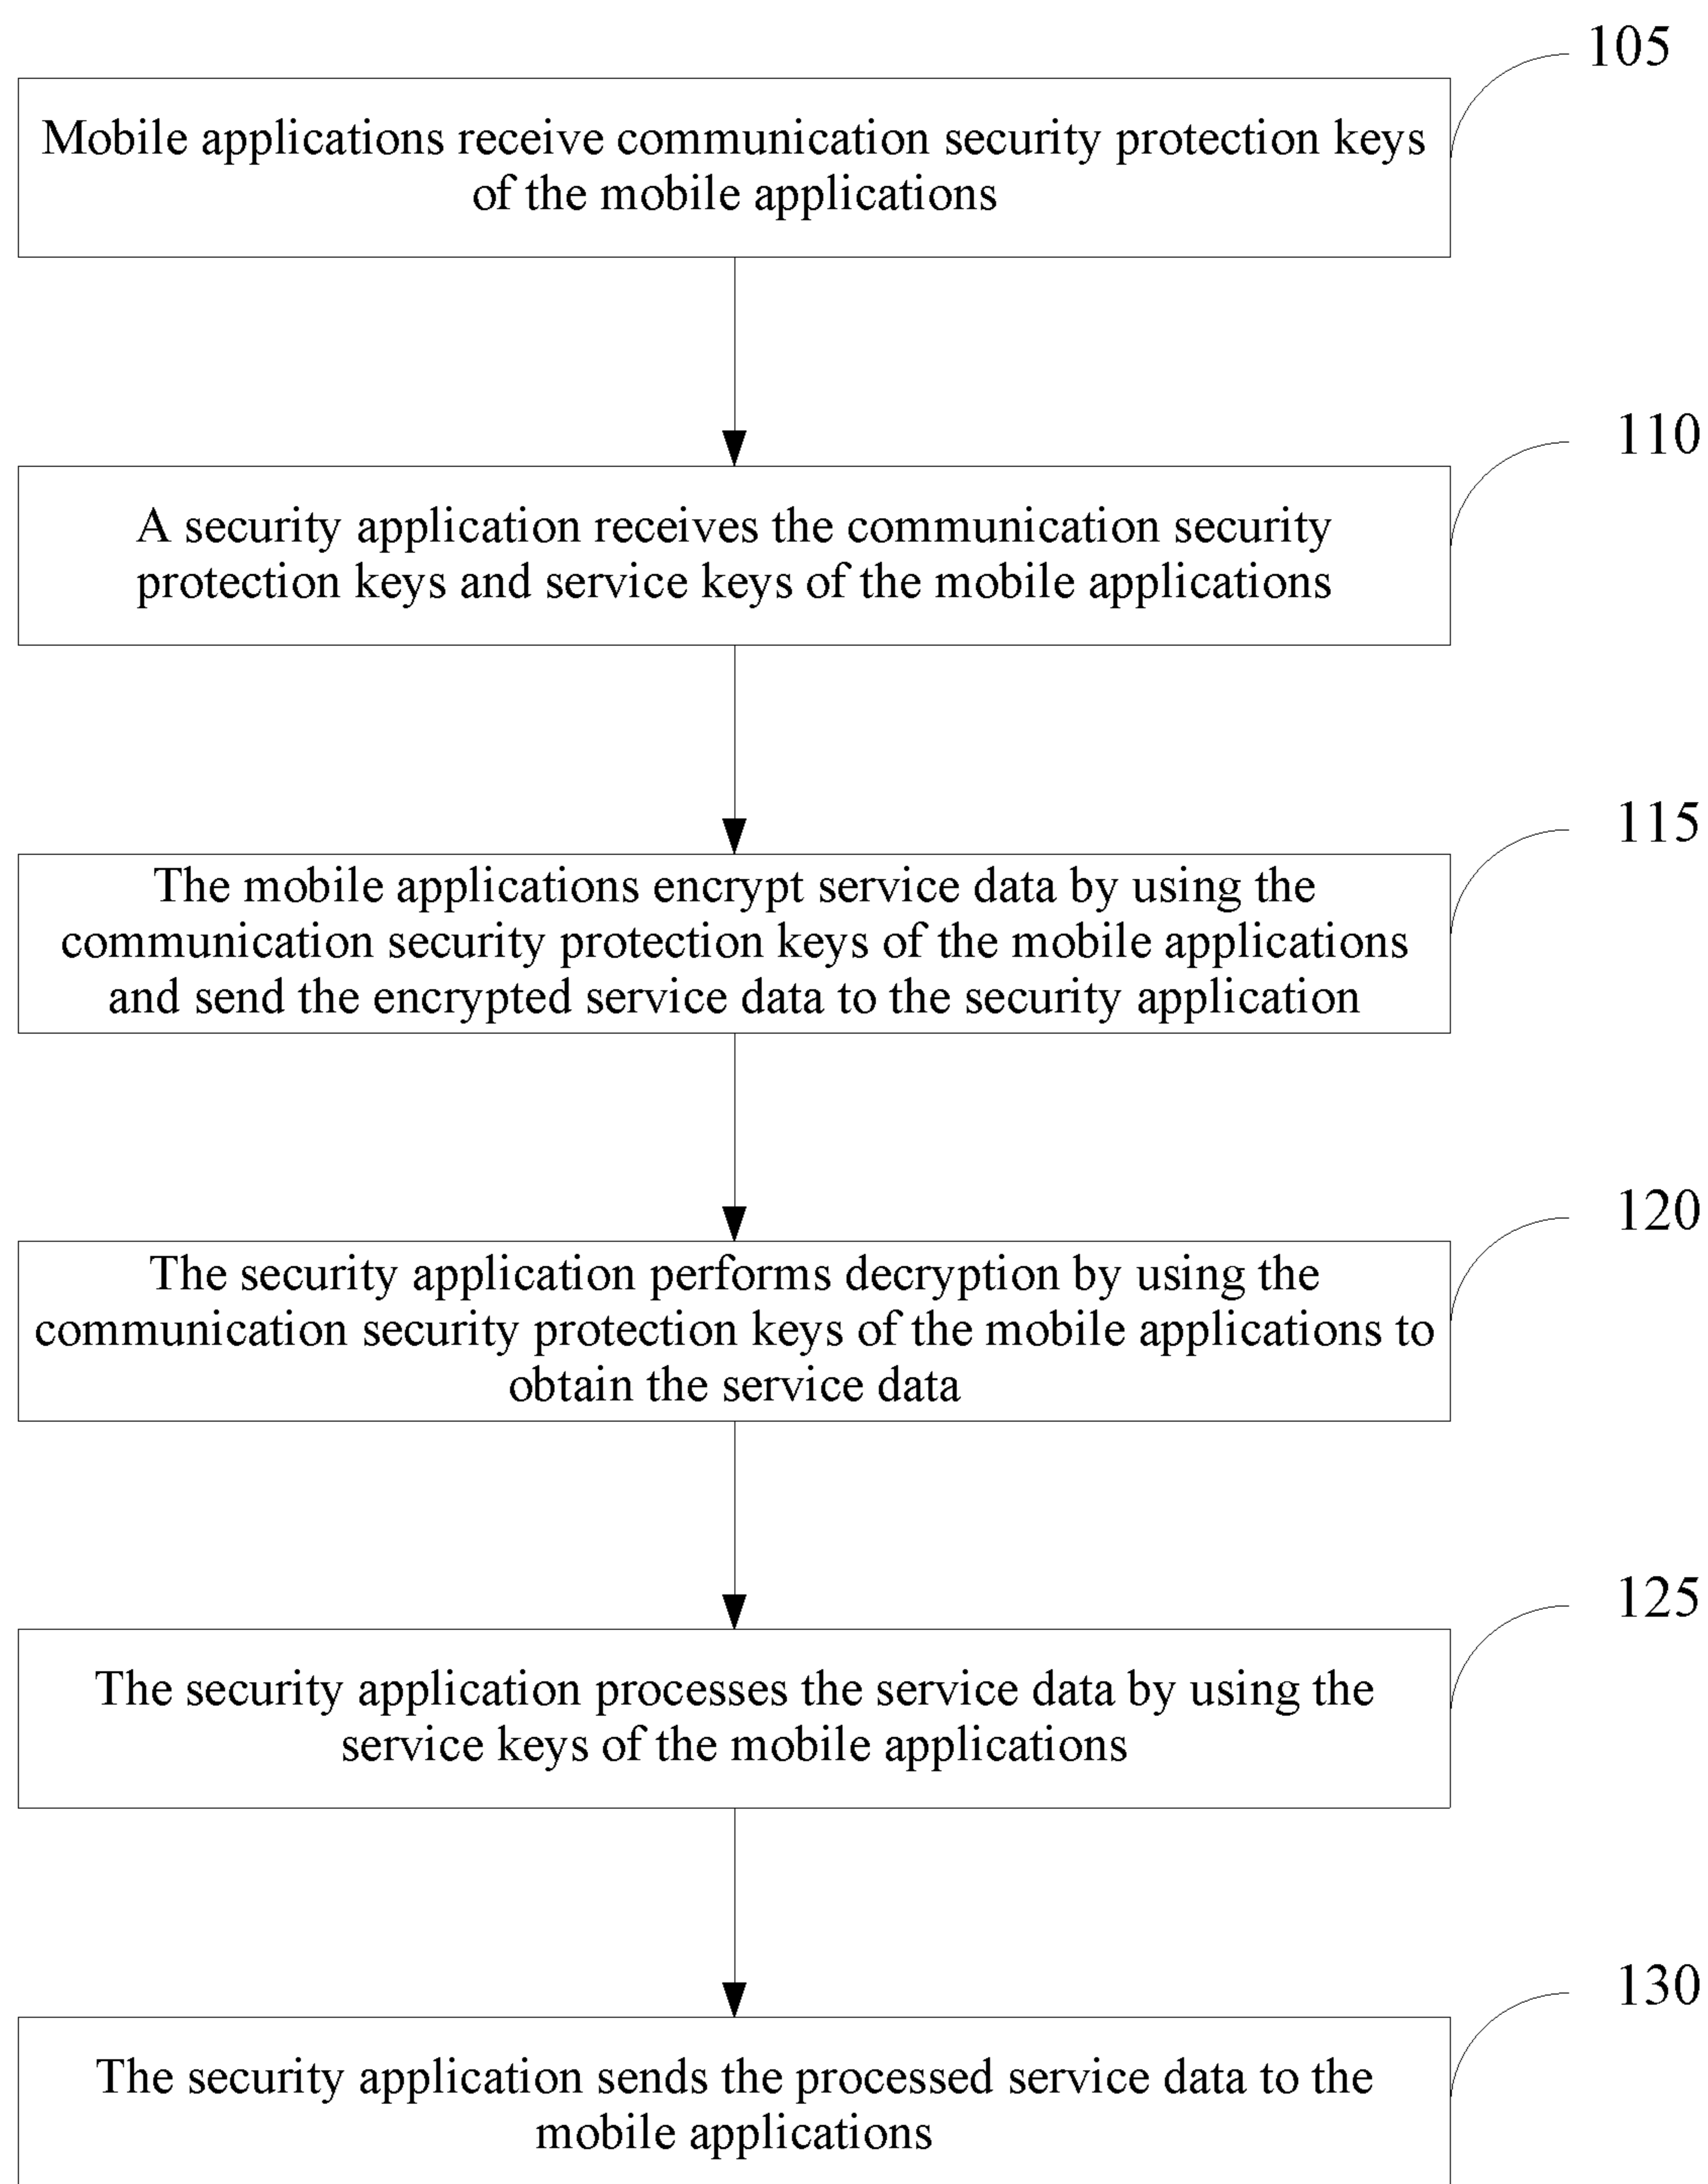 105
Mobile applications receive communication security protection keys
of the mobile applications
110
A security application receives the communication security
protection keys and service keys of the mobile applications
115
The mobile applications encrypt service data by using the
communication security protection keys of the mobile applications
and send the encrypted service data to the security application
120
The security application performs decryption by using the
communication security protection keys of the mobile applications to
obtain the service data
125
The security application processes the service data by using the
service keys of the mobile applications
130
The security application sends the processed service data to the
mobile applications